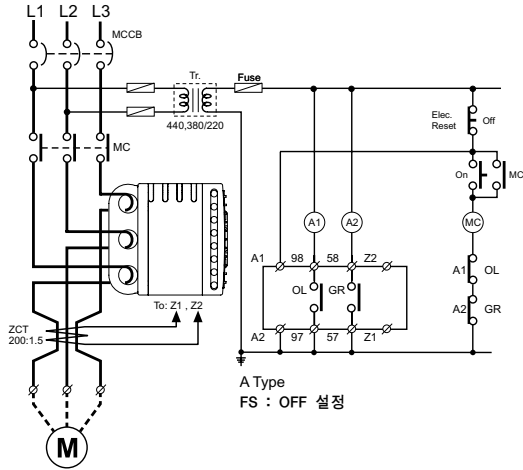 L1 L2 L3
MCCB
Tr.
Fuse
440,380/220
Elec.
Reset
Off
MC
On
MC
A1
A2
MC
A1 98 58 Z2
A1 OL
OL GR
A2 GR
A2 97 57 Z1
To: Z1 , Z2
ZCT
200:1.5
A Type
FS : OFF 설정
M